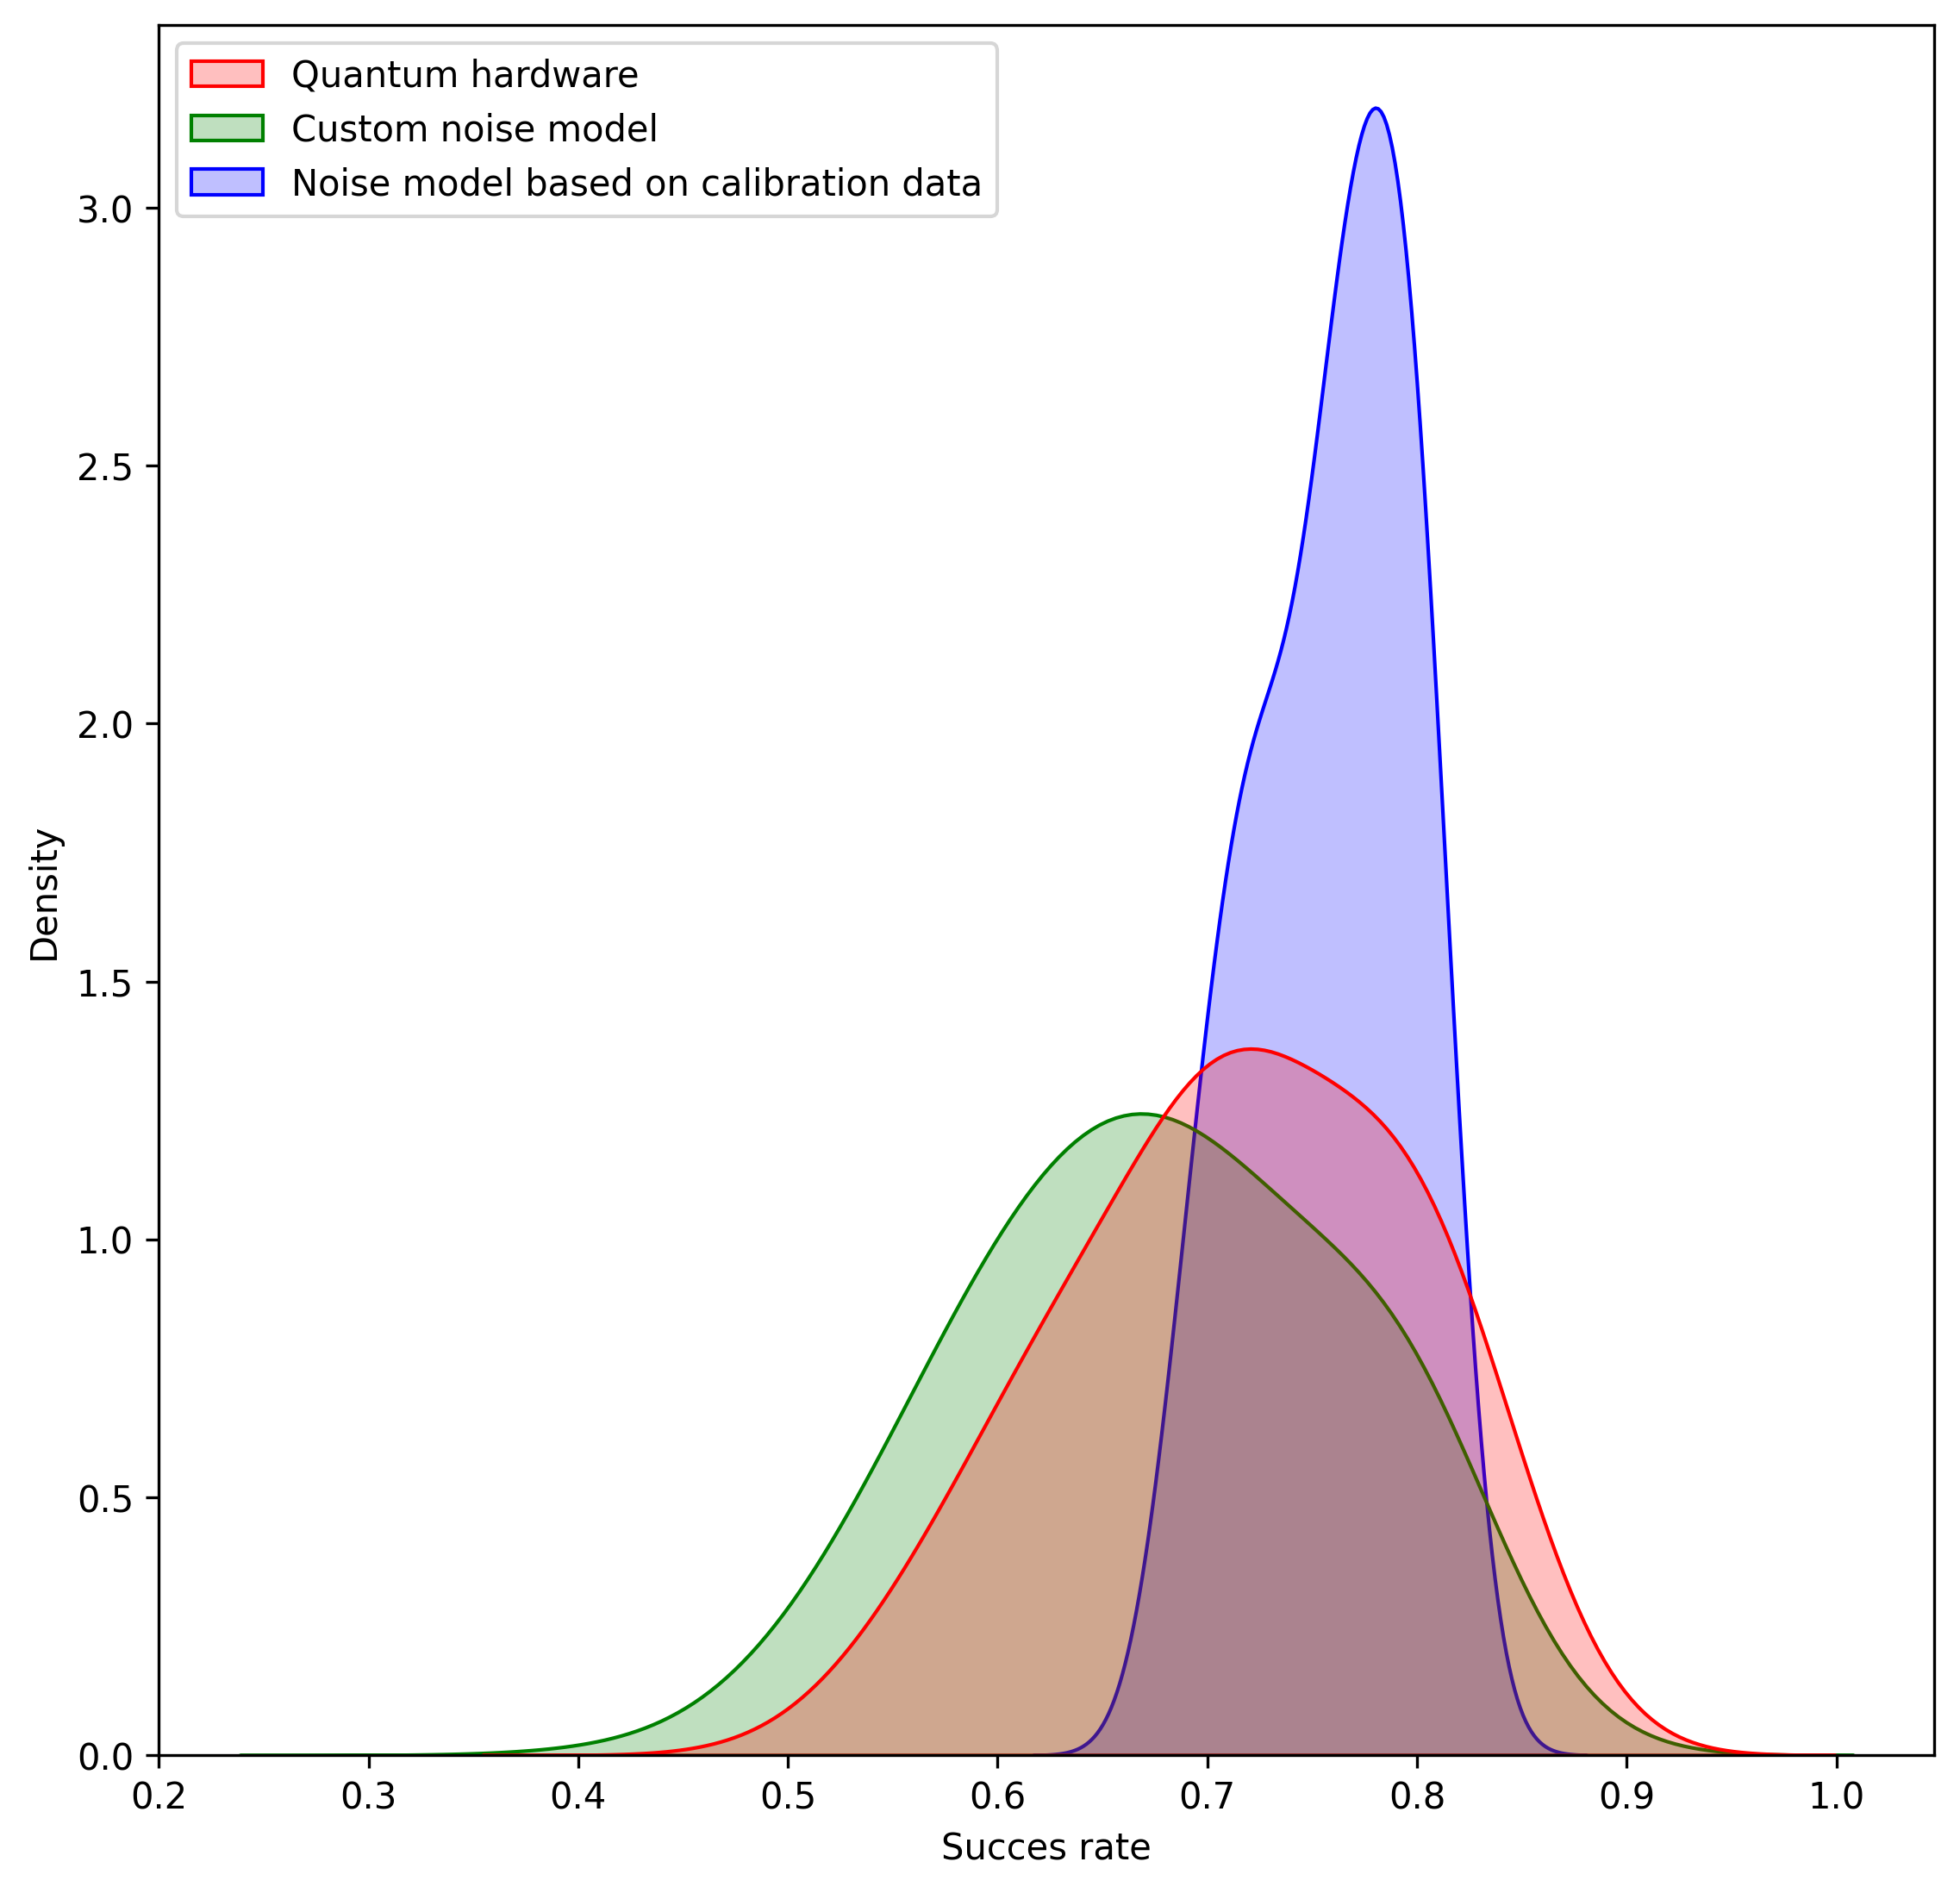 Quantum hardware
Custom noise model
Noise model based on calibration data
3.0
2.5
2.0
1.5
1.0
0.5
0.0
Density
0.2 0.3 0.4 0.5 0.6 0.7 0.8 0.9 1.0
Succes rate